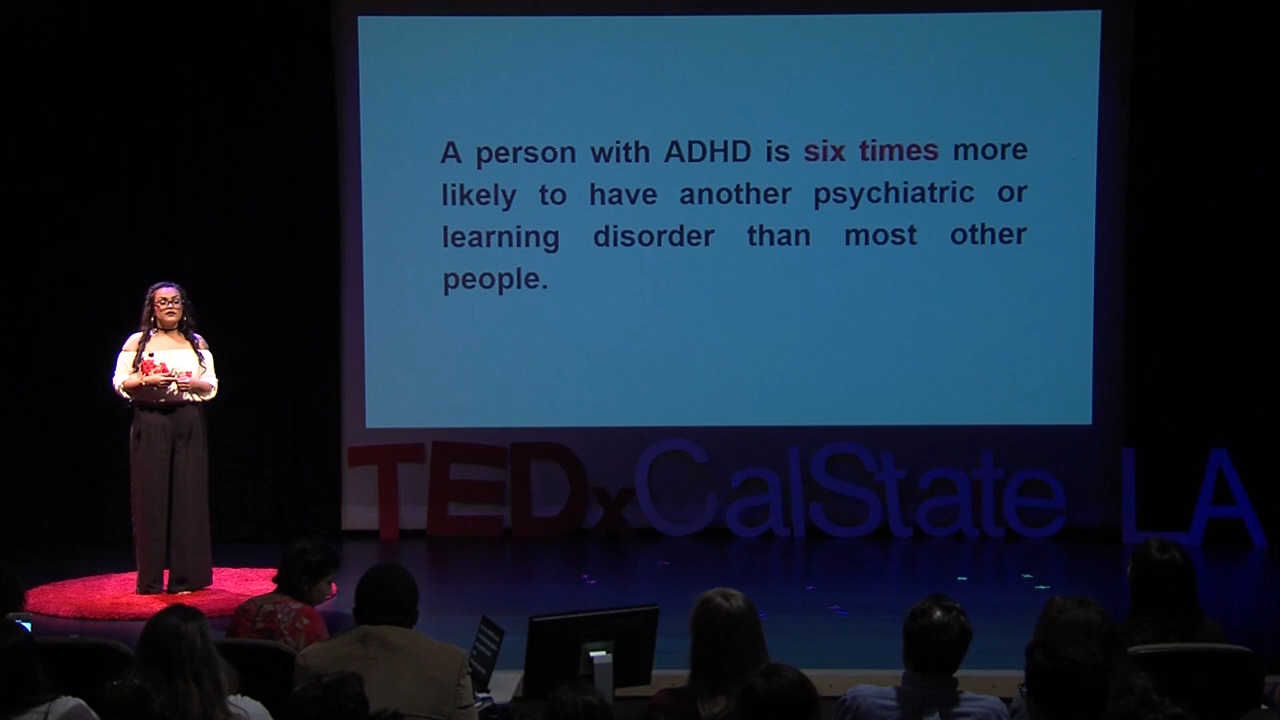 A person with ADHD is six times more
likely to have another psychiatric or
learning disorder than most other
people.
TEDxCalState LA